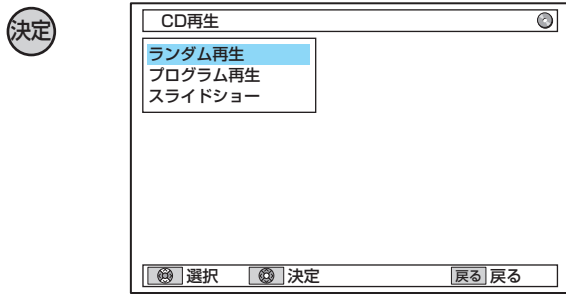 決定
CD再生
ランダム再生
プログラム再生
スライドショー
選択 決定 戻る 戻る